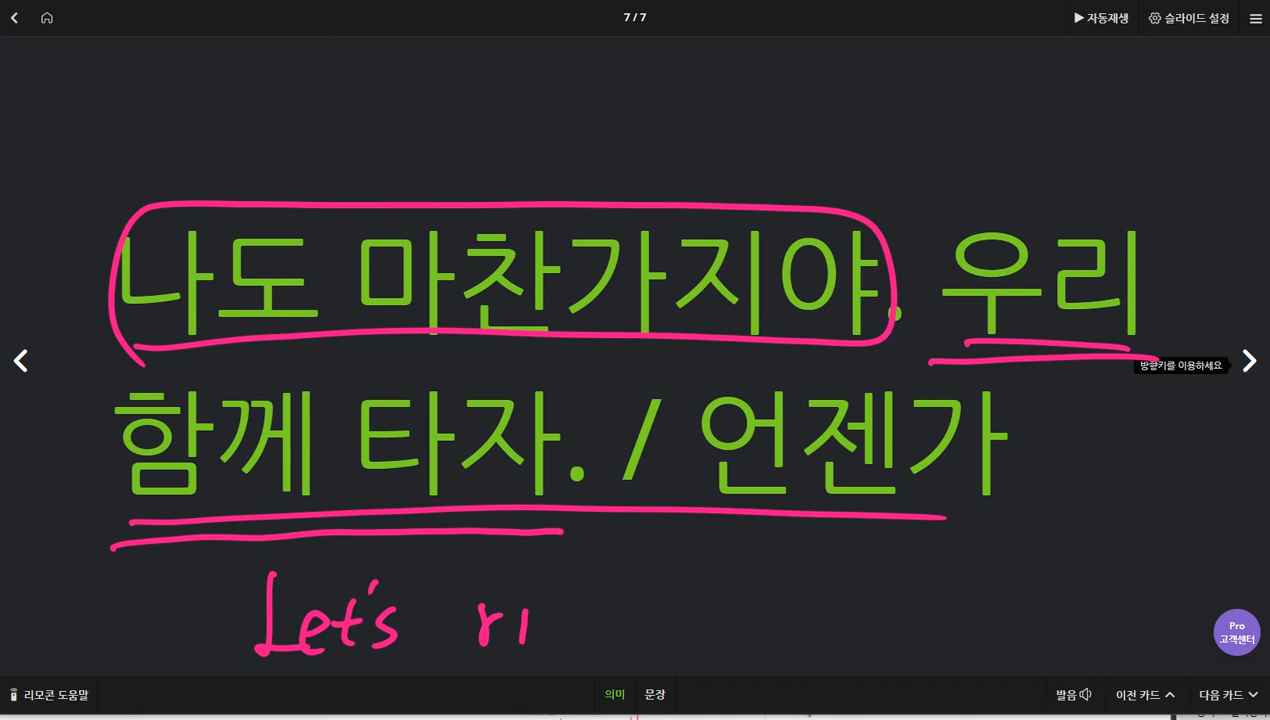 7 / 7
▶ 자동재생
슬라이드 설정
나도 마찬가지야. 우리
방향키를 이용하세요
함께 타자. / 언젠가
Let's ri
Pro
고객센터
리모콘 도움말
의미
문장
발음
이전 카드
다음 카드